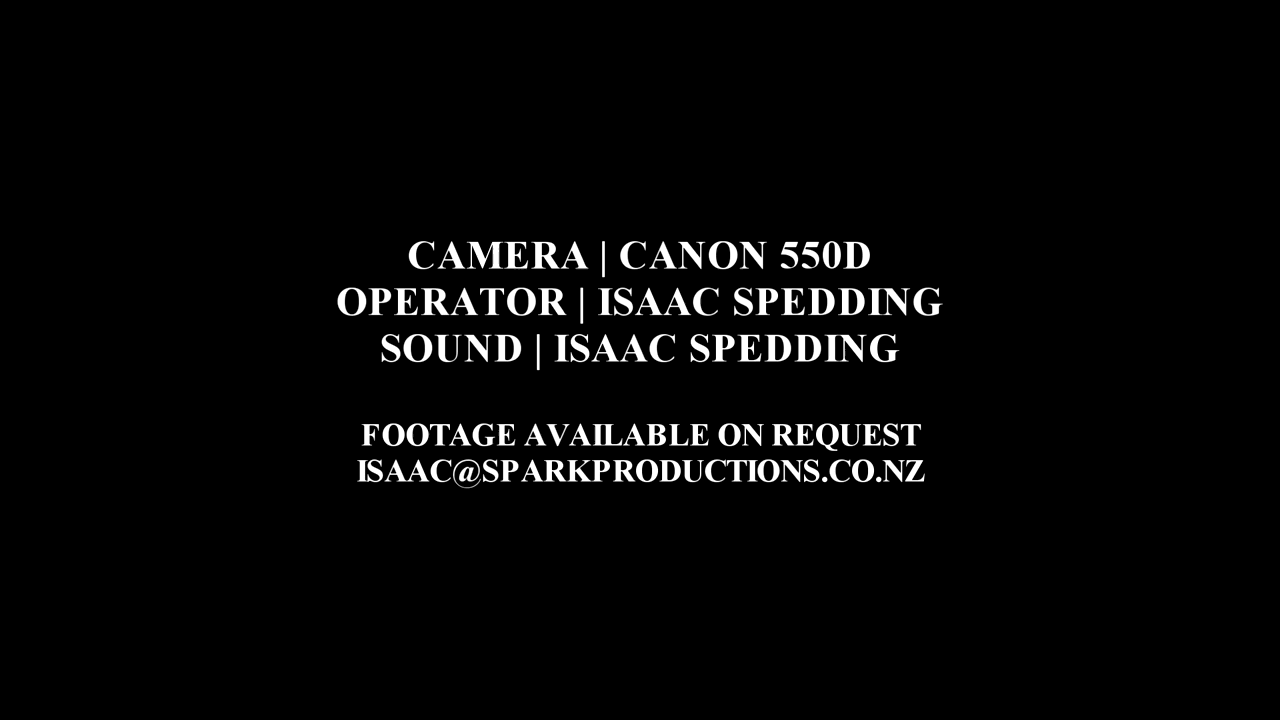 CAMERA | CANON 550D
OPERATOR | ISAAC SPEDDING
SOUND | ISAAC SPEDDING
FOOTAGE AVAILABLE ON REQUEST
ISAAC@SPARKPRODUCTIONS.CO.NZ